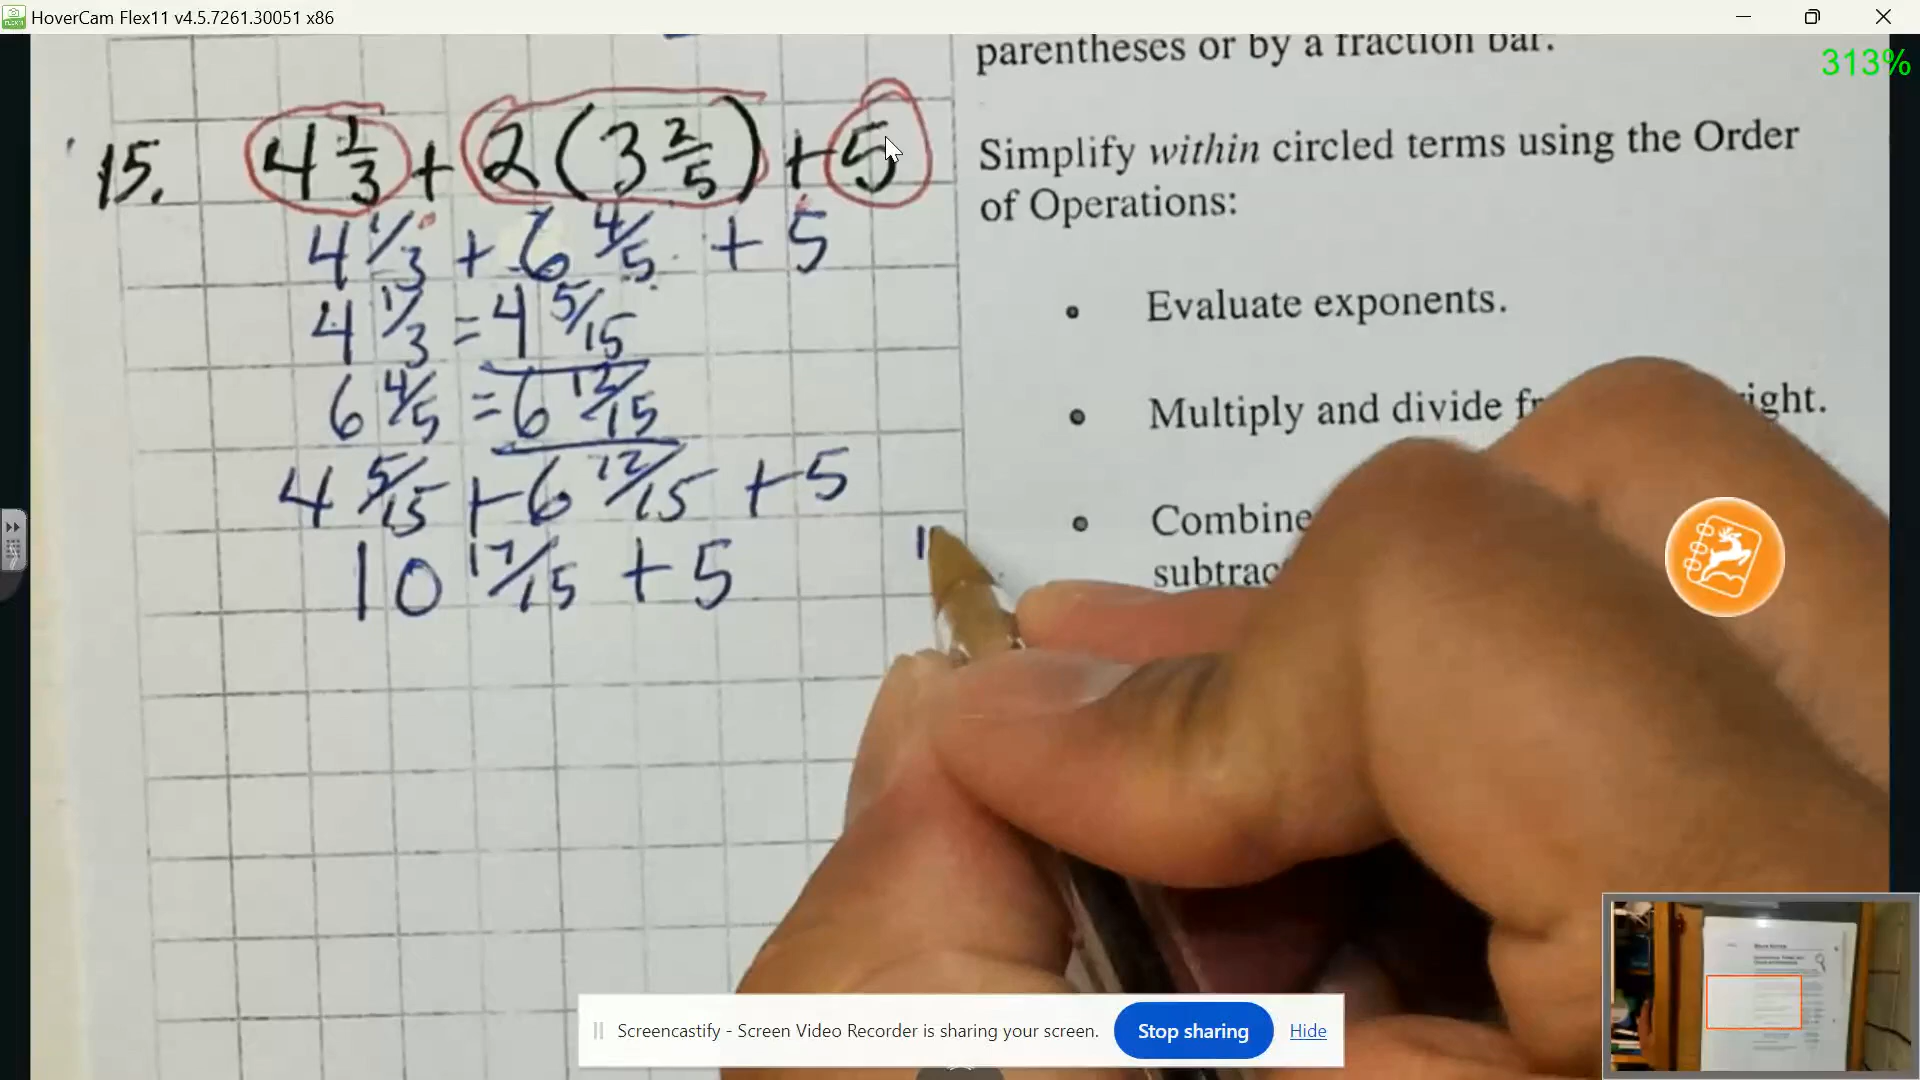 HoverCam Flex11 v4.5.7261.30051 x86
313%
parentheses or by a fraction bar.
15. 4 1/3 + 2 ( 3 2/5 ) + 5
4 1/3 + 6 4/5 + 5
4 1/3 = 4 5/15
6 4/5 = 6 12/15
4 5/15 + 6 12/15 + 5
10 17/15 + 5
Simplify within circled terms using the Order
of Operations:
• Evaluate exponents.
• Multiply and divide
• Combine
Screencastify - Screen Video Recorder is sharing your screen.
Stop sharing
Hide